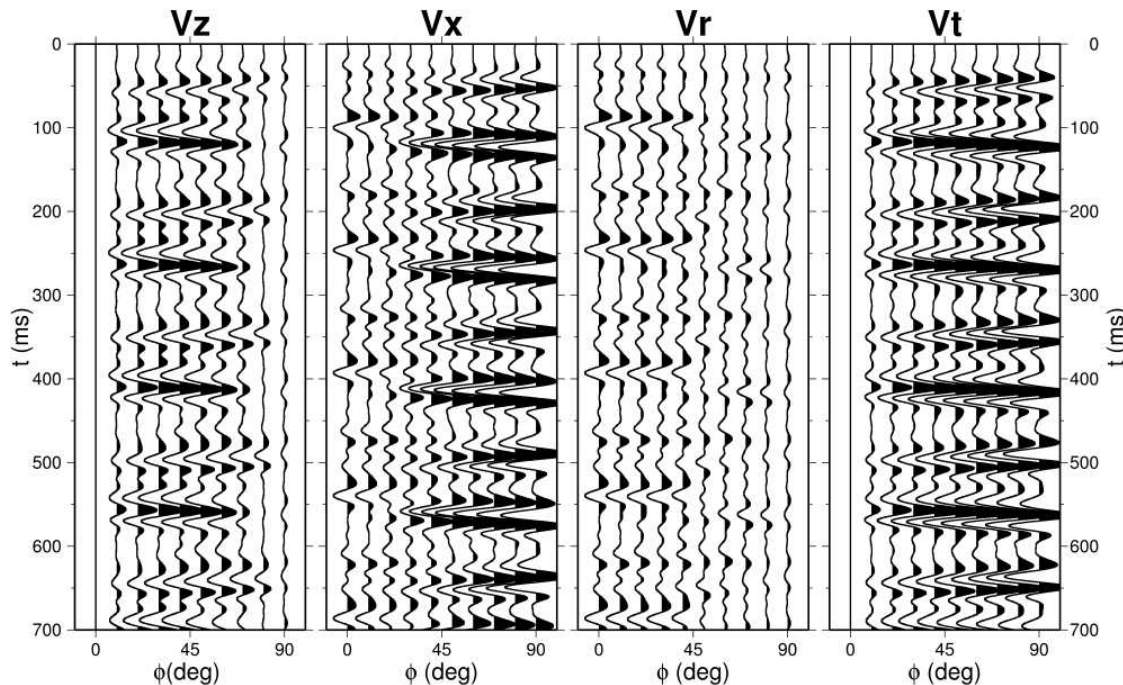 Vz Vx Vr Vt
0 0
100 100
200 200
300 300
400 400
500 500
600 600
700 700
t (ms) t (ms)
0 45 90 0 45 90 0 45 90 0 45 90
ϕ(deg) ϕ (deg) ϕ (deg) ϕ (deg)